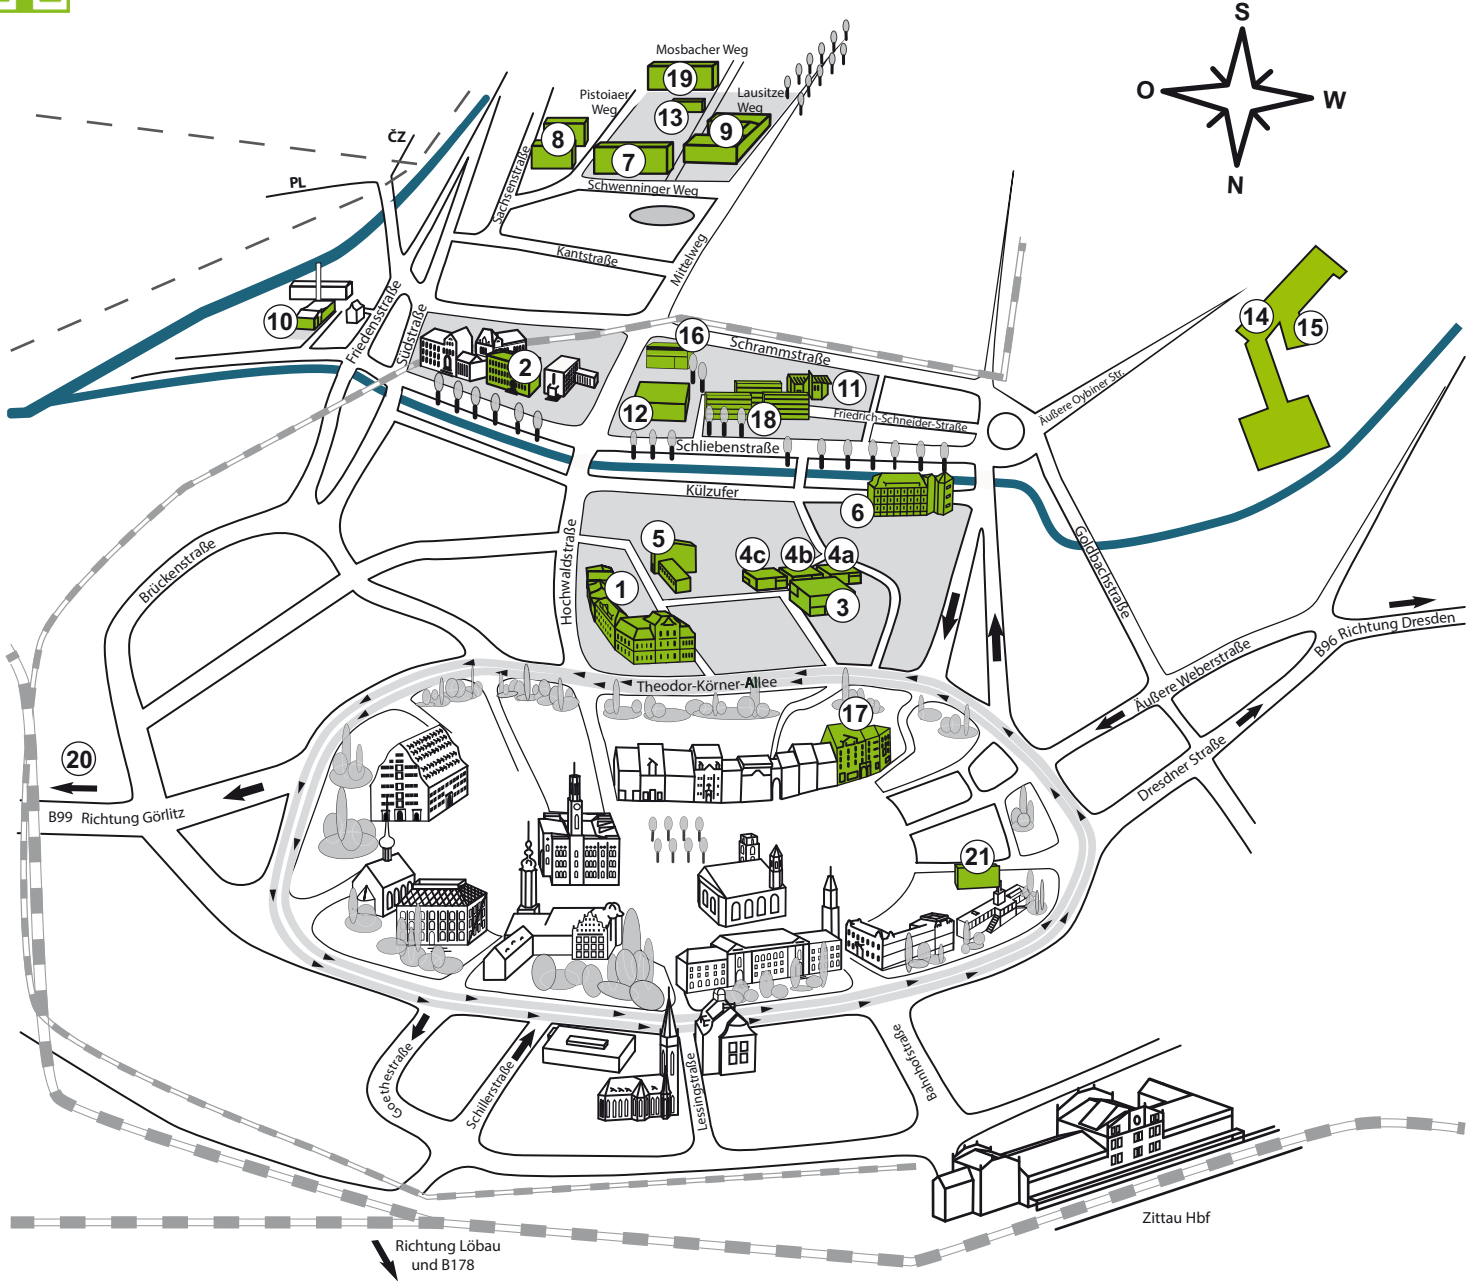 S
O
W
N
Mosbacher Weg
19
Pistoiaer
Weg
13
Lausitze
Weg
8
7
9
Schwenninger Weg
ČZ
PL
Sachsenstraße
Kantstraße
Mittelweg
10
Friedensstraße
Südstraße
2
16
Schrammstraße
11
12
18
Friedrich-Schneider-Straße
Schliebenstraße
Äußere Oybiner Str.
14
15
Külzufer
6
Goldbachstraße
Brückenstraße
Hochwaldstraße
5
4c
4b
4a
1
3
Theodor-Körner-Allee
Äußere Weberstraße
B96 Richtung Dresden
Dresdner Straße
17
20
B99 Richtung Görlitz
21
Goethestraße
Schillerstraße
Lessingstraße
Bahnhofstraße
Zittau Hbf
Richtung Löbau
und B178